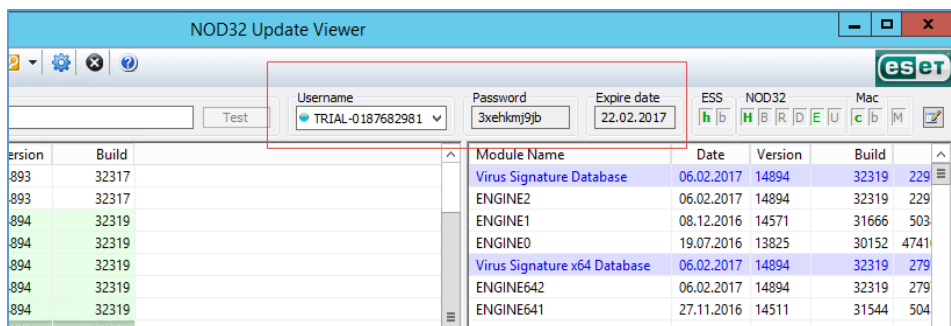 NOD32 Update Viewer
eseT
Username Password Expire date ESS NOD32 Mac
Test TRIAL-0187682981 3xehkmj9jb 22.02.2017 h b H B R D E U c b M
ersion Build Module Name Date Version Build
893 32317 Virus Signature Database 06.02.2017 14894 32319 229
893 32317 ENGINE2 06.02.2017 14894 32319 229
894 32319 ENGINE1 08.12.2016 14571 31666 503
894 32319 ENGINE0 19.07.2016 13825 30152 4741
894 32319 Virus Signature x64 Database 06.02.2017 14894 32319 279
894 32319 ENGINE642 06.02.2017 14894 32319 279
894 32319 ENGINE641 27.11.2016 14511 31544 504